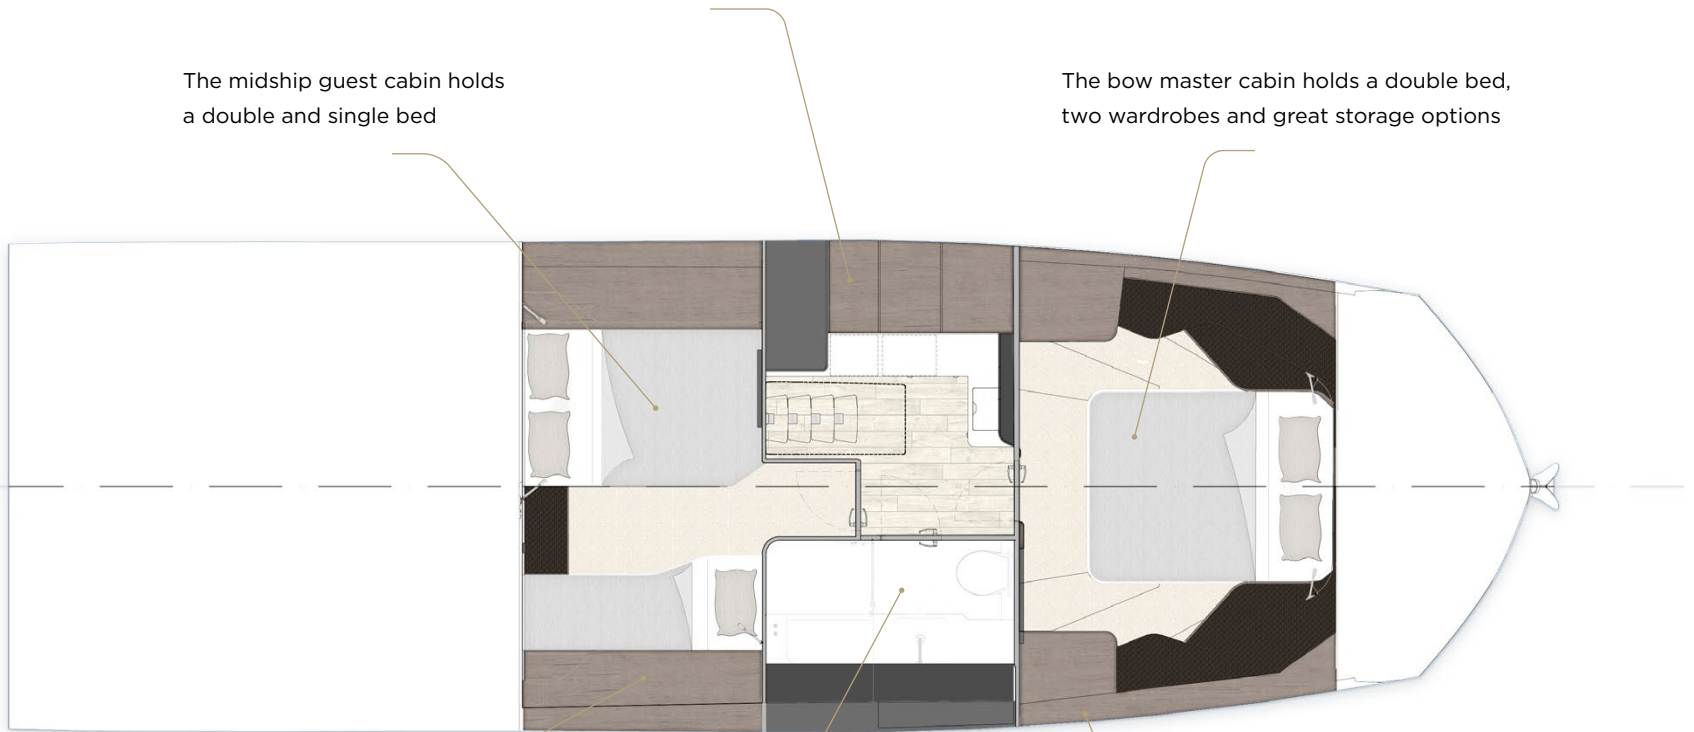 The midship guest cabin holds
a double and single bed
The bow master cabin holds a double bed,
two wardrobes and great storage options